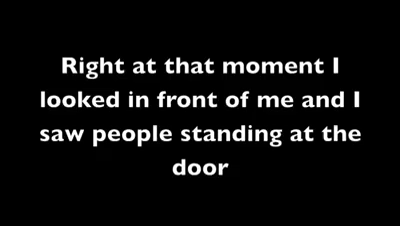 Right at that moment I
looked in front of me and I
saw people standing at the
door